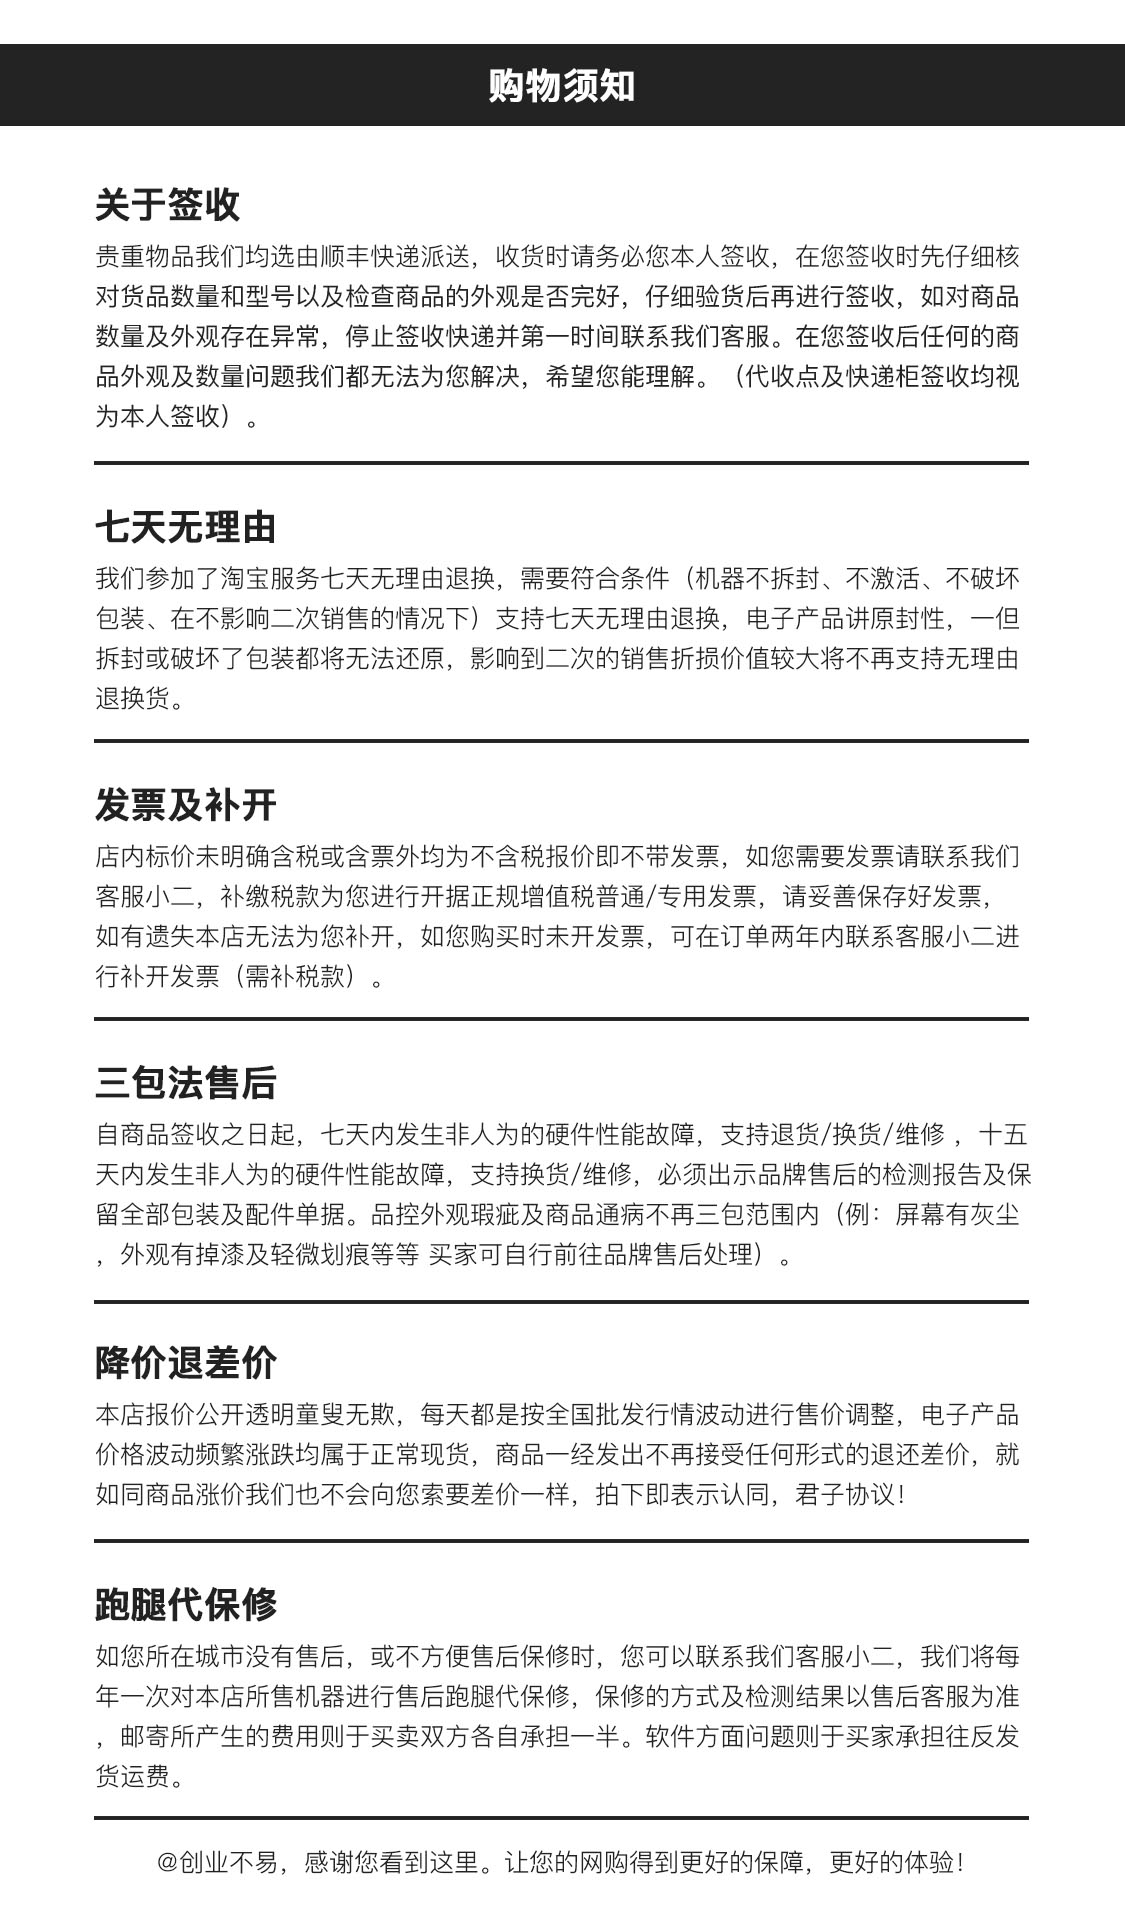 购物须知
关于签收
贵重物品我们均选由顺丰快递派送，收货时请务必您本人签收，在您签收时先仔细核
对货品数量和型号以及检查商品的外观是否完好，仔细验货后再进行签收，如对商品
数量及外观存在异常，停止签收快递并第一时间联系我们客服。在您签收后任何的商
品外观及数量问题我们都无法为您解决，希望您能理解。（代收点及快递柜签收均视
为本人签收）。
七天无理由
我们参加了淘宝服务七天无理由退换，需要符合条件（机器不拆封、不激活、不破坏
包装、在不影响二次销售的情况下）支持七天无理由退换，电子产品讲原封性，一但
拆封或破坏了包装都将无法还原，影响到二次的销售折损价值较大将不再支持无理由
退换货。
发票及补开
店内标价未明确含税或含票外均为不含税报价即不带发票，如您需要发票请联系我们
客服小二，补缴税款为您进行开据正规增值税普通/专用发票，请妥善保存好发票，
如有遗失本店无法为您补开，如您购买时未开发票，可在订单两年内联系客服小二进
行补开发票（需补税款）。
三包法售后
自商品签收之日起，七天内发生非人为的硬件性能故障，支持退货/换货/维修 ，十五
天内发生非人为的硬件性能故障，支持换货/维修，必须出示品牌售后的检测报告及保
留全部包装及配件单据。品控外观瑕疵及商品通病不再三包范围内（例：屏幕有灰尘
，外观有掉漆及轻微划痕等等 买家可自行前往品牌售后处理）。
降价退差价
本店报价公开透明童叟无欺，每天都是按全国批发行情波动进行售价调整，电子产品
价格波动频繁涨跌均属于正常现货，商品一经发出不再接受任何形式的退还差价，就
如同商品涨价我们也不会向您索要差价一样，拍下即表示认同，君子协议！
跑腿代保修
如您所在城市没有售后，或不方便售后保修时，您可以联系我们客服小二，我们将每
年一次对本店所售机器进行售后跑腿代保修，保修的方式及检测结果以售后客服为准
，邮寄所产生的费用则于买卖双方各自承担一半。软件方面问题则于买家承担往反发
货运费。
@创业不易，感谢您看到这里。让您的网购得到更好的保障，更好的体验！